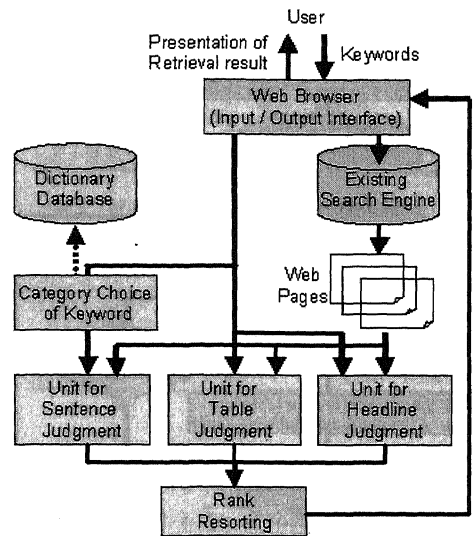 User
Presentation of
Retrieval result
Keywords
Web Browser
(Input / Output Interface)
Dictionary
Database
Existing
Search Engine
Web
Pages
Category Choice
of Keyword
Unit for
Sentence
Judgment
Unit for
Table
Judgment
Unit for
Headline
Judgment
Rank
Resorting